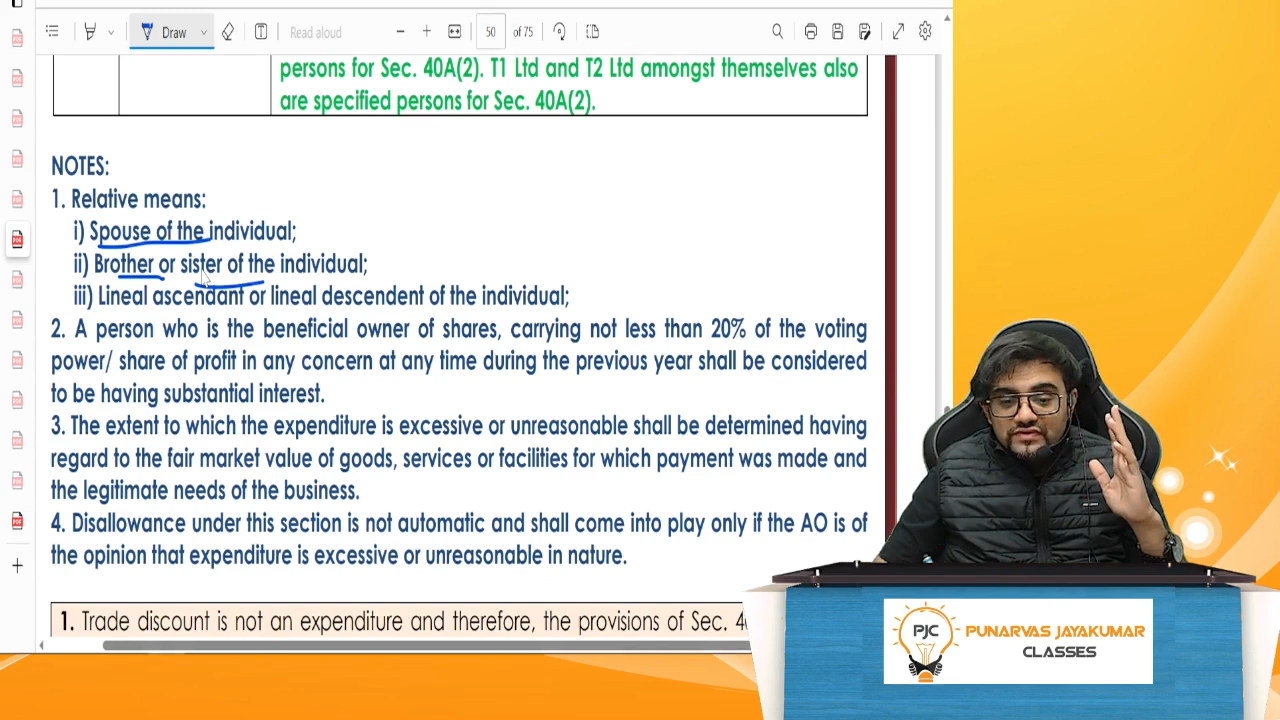 Draw
Read aloud
50
of 75
persons for Sec. 40A(2). T1 Ltd and T2 Ltd amongst themselves also
are specified persons for Sec. 40A(2).
NOTES:
1. Relative means:
i) Spouse of the individual;
ii) Brother or sister of the individual;
iii) Lineal ascendant or lineal descendent of the individual;
2. A person who is the beneficial owner of shares, carrying not less than 20% of the voting
power/ share of profit in any concern at any time during the previous year shall be considered
to be having substantial interest.
3. The extent to which the expenditure is excessive or unreasonable shall be determined having
regard to the fair market value of goods, services or facilities for which payment was made and
the legitimate needs of the business.
4. Disallowance under this section is not automatic and shall come into play only if the AO is of
the opinion that expenditure is excessive or unreasonable in nature.
1. Trade discount is not an expenditure and therefore, the provisions of Sec.
PJC
PUNARVAS JAYAKUMAR
CLASSES